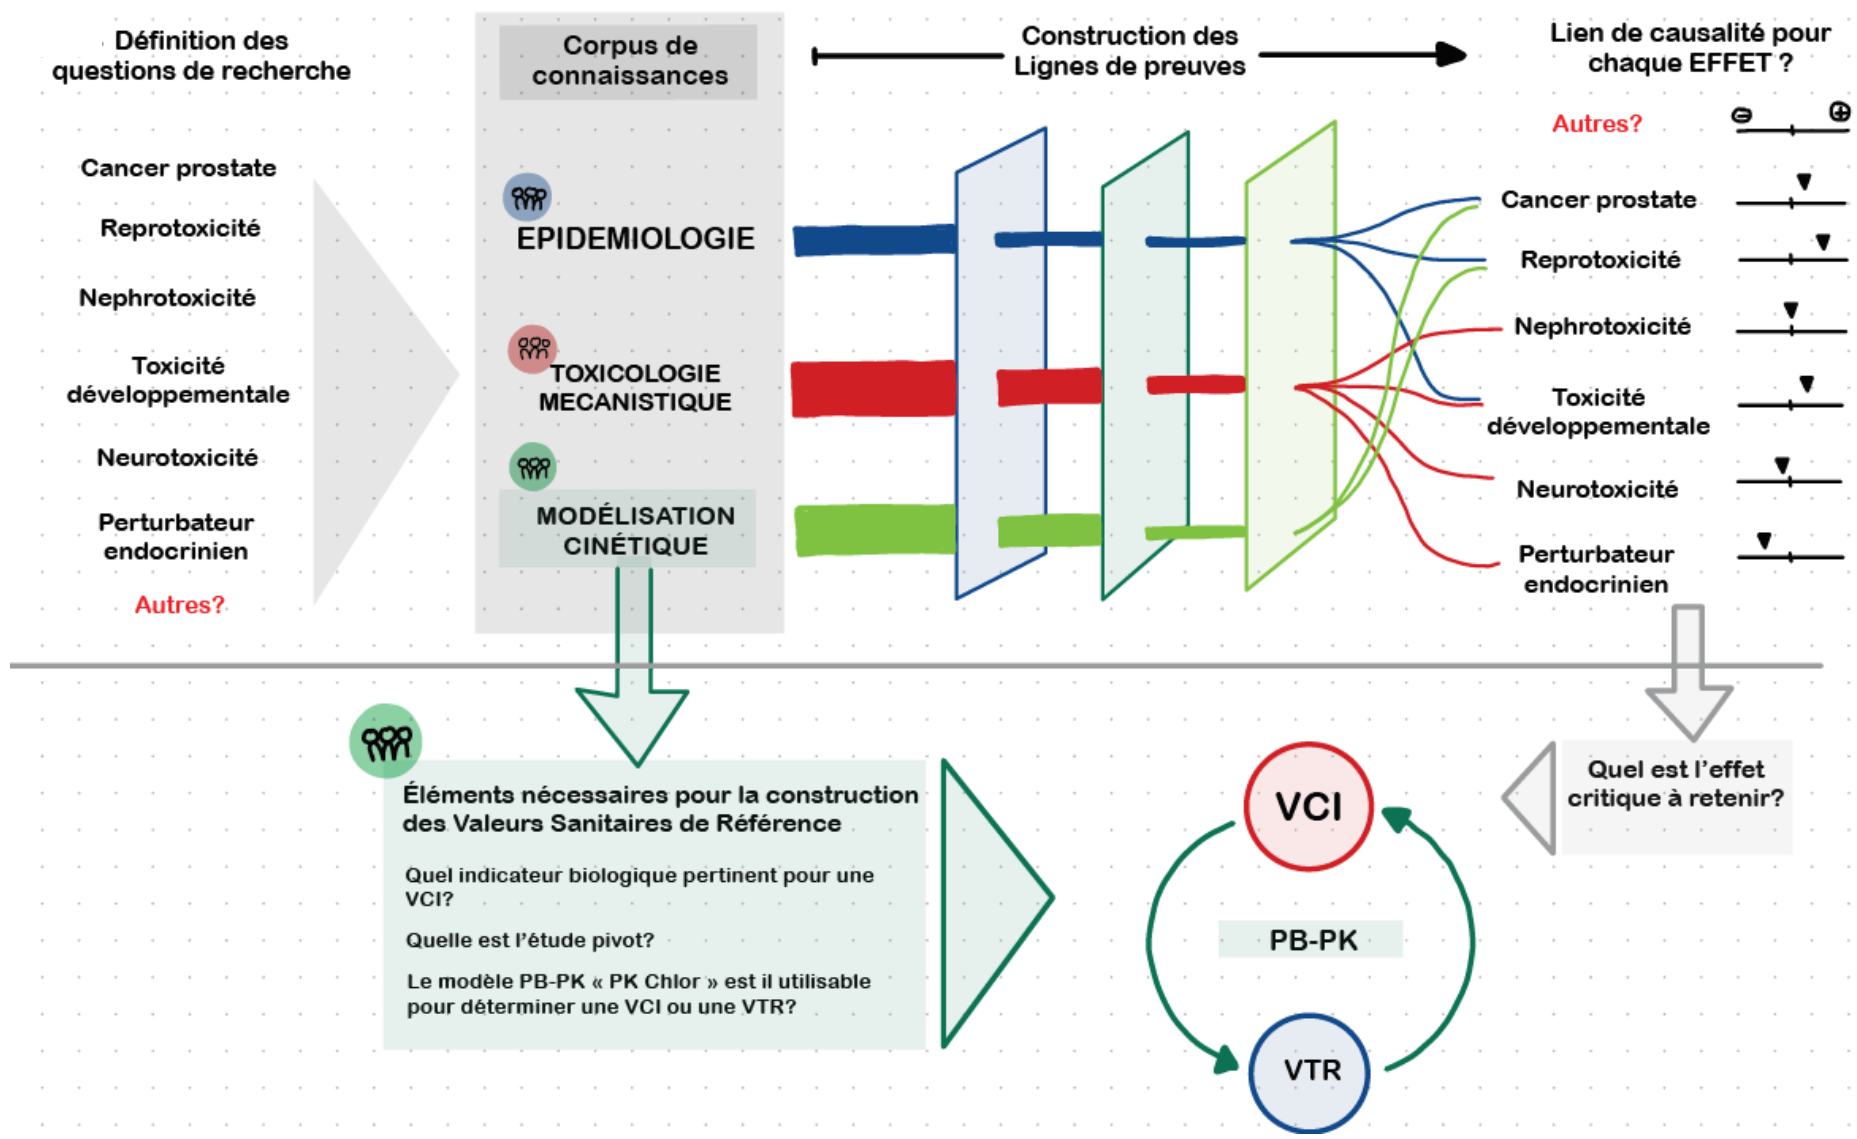 Définition des
questions de recherche
Cancer prostate
Reprotoxicité
Nephrotoxicité
Toxicité
développementale
Neurotoxicité
Perturbateur
endocrinien
Autres?
Corpus de
connaissances
EPIDEMIOLOGIE
TOXICOLOGIE
MECANISTIQUE
MODÉLISATION
CINÉTIQUE
Construction des
Lignes de preuves
Lien de causalité pour
chaque EFFET ?
Autres?
Cancer prostate
Reprotoxicité
Nephrotoxicité
Toxicité
développementale
Neurotoxicité
Perturbateur
endocrinien
Éléments nécessaires pour la construction
des Valeurs Sanitaires de Référence
Quel indicateur biologique pertinent pour une
VCI?
Quelle est l'étude pivot?
Le modèle PB-PK « PK Chlor » est il utilisable
pour déterminer une VCI ou une VTR?
VCI
PB-PK
VTR
Quel est l'effet
critique à retenir?